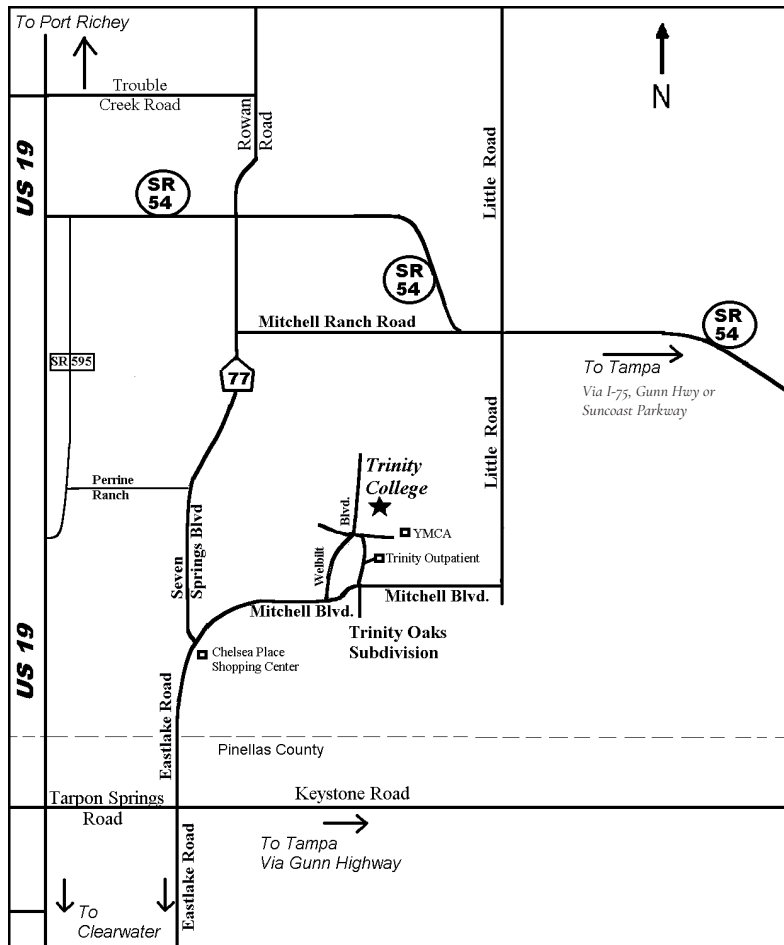 To Port Richey
N
Trouble
Creek Road
Rowan
Road
US 19
SR
54
Little Road
SR
54
Mitchell Ranch Road
SR
54
To Tampa
Via I-75, Gunn Hwy or
Suncoast Parkway
SR 595
77
Little Road
Perrine
Ranch
Trinity
College
Blvd.
YMCA
Welbilt
Trinity Outpatient
Seven
Springs Blvd
Mitchell Blvd.
Mitchell Blvd.
Trinity Oaks
Subdivision
US 19
Chelsea Place
Shopping Center
Eastlake Road
Pinellas County
Tarpon Springs
Road
Keystone Road
To Tampa
Via Gunn Highway
Eastlake Road
To
Clearwater